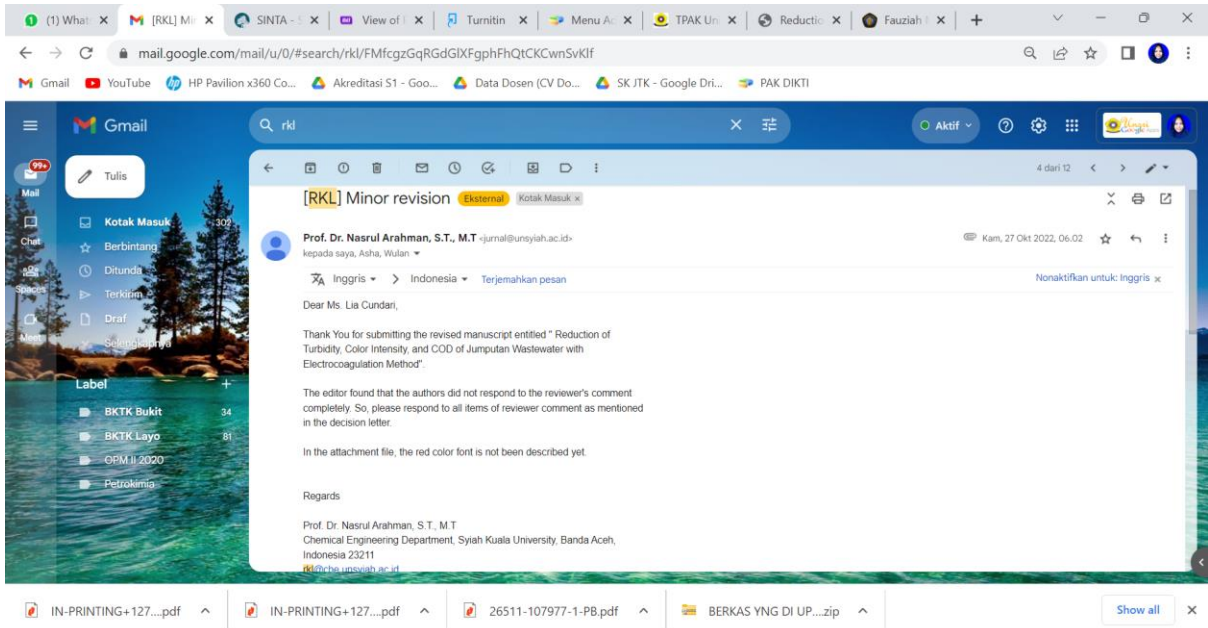 (1) What
[RKL] Mi
SINTA - S
View of
Turnitin
Menu Ad
TPAK Un
Reductio
Fauziah
mail.google.com/mail/u/0/#search/rkl/FMfcgzGqRGdGlXFgphFhQtCKCwnSvKlf
Gmail YouTube HP Pavilion x360 Co... Akreditasi S1 - Goo... Data Dosen (CV Do... SK JTK - Google Dri... PAK DIKTI
Gmail
rkl
Aktif
99+
Mail
Chat
Spaces
Meet
Tulis
Kotak Masuk 302
Berbintang
Ditunda
Terkirim
Draf
Selengkapnya
Label
BKTK Bukit 34
BKTK Layo 81
OPM II 2020
Petrokimia
4 dari 12
[RKL] Minor revision Eksternal Kotak Masuk x
Prof. Dr. Nasrul Arahman, S.T., M.T <jurnal@unsyiah.ac.id>
Kam, 27 Okt 2022, 06.02
kepada saya, Asha, Wulan
Inggris > Indonesia Terjemahkan pesan
Nonaktifkan untuk: Inggris x
Dear Ms. Lia Cundari,
Thank You for submitting the revised manuscript entitled " Reduction of
Turbidity, Color Intensity, and COD of Jumputan Wastewater with
Electrocoagulation Method".
The editor found that the authors did not respond to the reviewer's comment
completely. So, please respond to all items of reviewer comment as mentioned
in the decision letter.
In the attachment file, the red color font is not been described yet.
Regards
Prof. Dr. Nasrul Arahman, S.T., M.T
Chemical Engineering Department, Syiah Kuala University, Banda Aceh,
Indonesia 23211
rkl@che.unsyiah.ac.id
IN-PRINTING+127....pdf
IN-PRINTING+127....pdf
26511-107977-1-PB.pdf
BERKAS YNG DI UP....zip
Show all